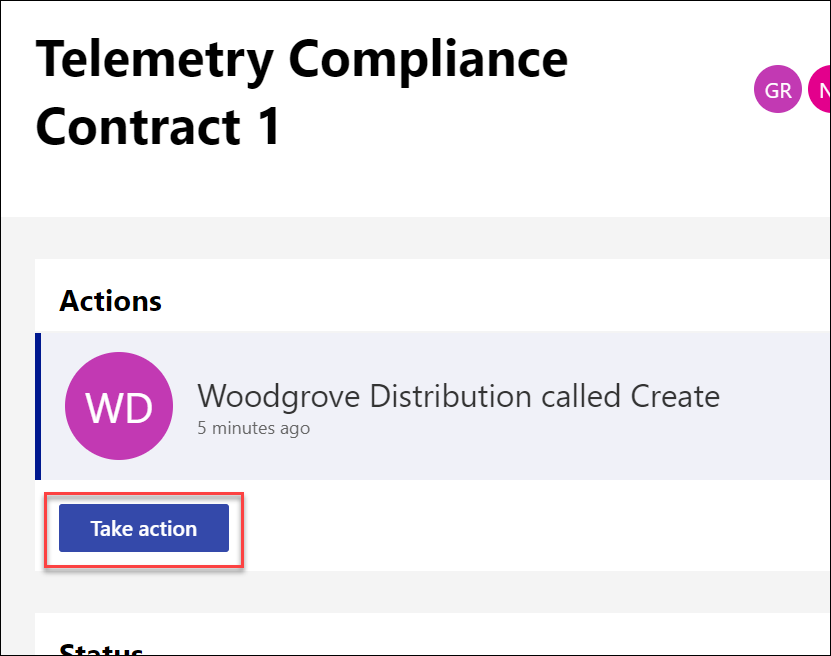 Telemetry Compliance
Contract 1
GR
N
Actions
WD
Woodgrove Distribution called Create
5 minutes ago
Take action
Status